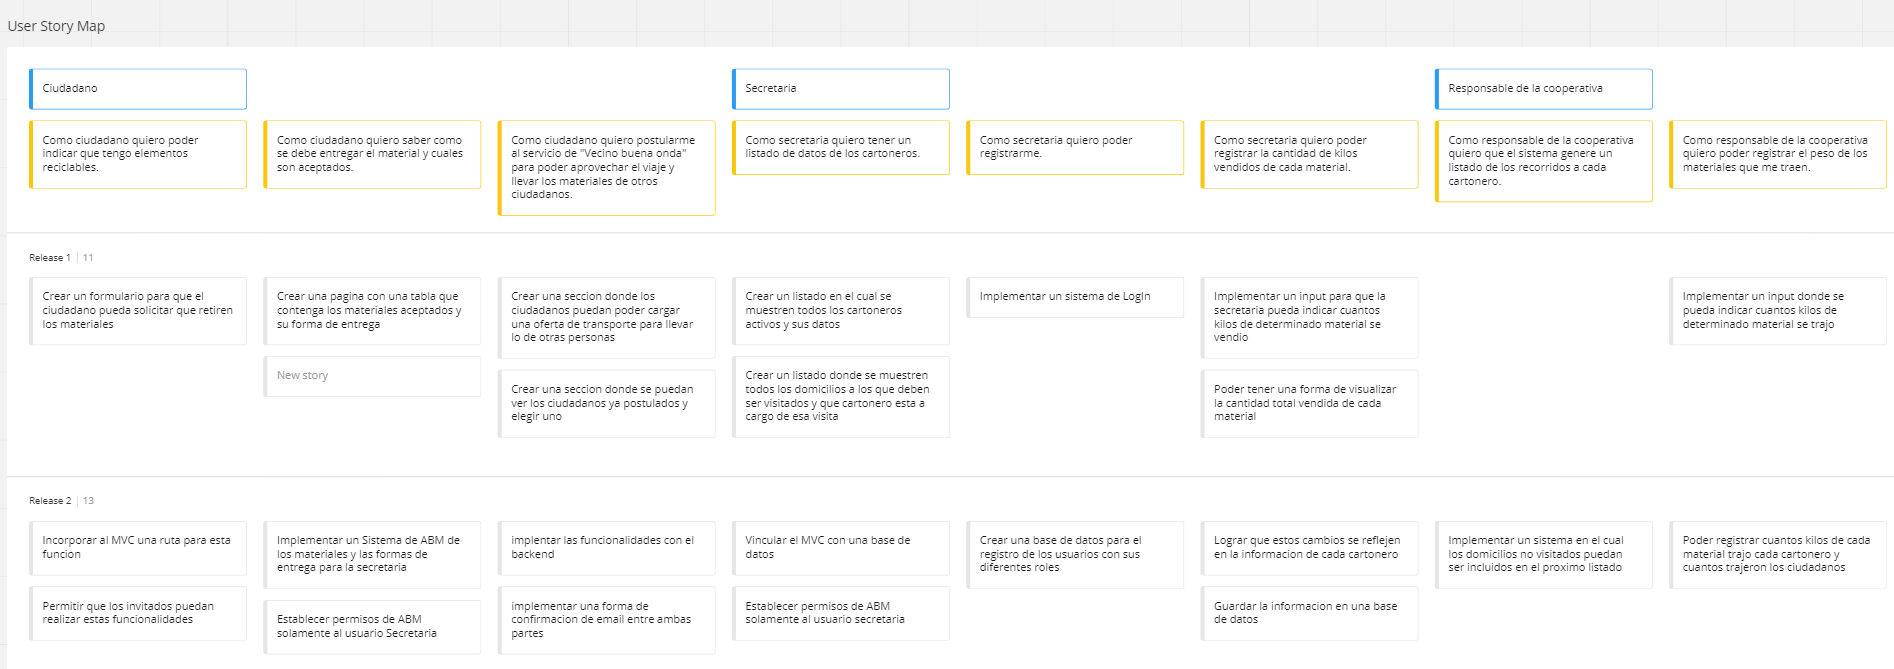 User Story Map
Ciudadano
Secretaria
Responsable de la cooperativa
Como ciudadano quiero poder
indicar que tengo elementos
reciclables.
Como ciudadano quiero saber como
se debe entregar el material y cuales
son aceptados.
Como ciudadano quiero postularme
al servicio de "Vecino buena onda"
para poder aprovechar el viaje y
llevar los materiales de otros
ciudadanos.
Como secretaria quiero tener un
listado de datos de los cartoneros.
Como secretaria quiero poder
registrarme.
Como secretaria quiero poder
registrar la cantidad de kilos
vendidos de cada material.
Como responsable de la cooperativa
quiero que el sistema genere un
listado de los recorridos a cada
cartonero.
Como responsable de la cooperativa
quiero poder registrar el peso de los
materiales que me traen.
Release 1 | 11
Crear un formulario para que el
ciudadano pueda solicitar que retiren
los materiales
Crear una pagina con una tabla que
contenga los materiales aceptados y
su forma de entrega
New story
Crear una seccion donde los
ciudadanos puedan poder cargar
una oferta de transporte para llevar
lo de otras personas
Crear una seccion donde se puedan
ver los ciudadanos ya postulados y
elegir uno
Crear un listado en el cual se
muestren todos los cartoneros
activos y sus datos
Crear un listado donde se muestren
todos los domicilios a los que deben
ser visitados y que cartonero esta a
cargo de esa visita
Implementar un sistema de LogIn
Implementar un input para que la
secretaria pueda indicar cuantos
kilos de determinado material se
vendio
Poder tener una forma de visualizar
la cantidad total vendida de cada
material
Implementar un input donde se
pueda indicar cuantos kilos de
determinado material se trajo
Release 2 | 13
Incorporar al MVC una ruta para esta
funcion
Permitir que los invitados puedan
realizar estas funcionalidades
Implementar un Sistema de ABM de
los materiales y las formas de
entrega para la secretaria
Establecer permisos de ABM
solamente al usuario Secretaria
implentar las funcionalidades con el
backend
implementar una forma de
confirmacion de email entre ambas
partes
Vincular el MVC con una base de
datos
Establecer permisos de ABM
solamente al usuario secretaria
Crear una base de datos para el
registro de los usuarios con sus
diferentes roles
Lograr que estos cambios se reflejen
en la informacion de cada cartonero
Guardar la informacion en una base
de datos
Implementar un sistema en el cual
los domicilios no visitados puedan
ser incluidos en el proximo listado
Poder registrar cuantos kilos de cada
material trajo cada cartonero y
cuantos trajeron los ciudadanos